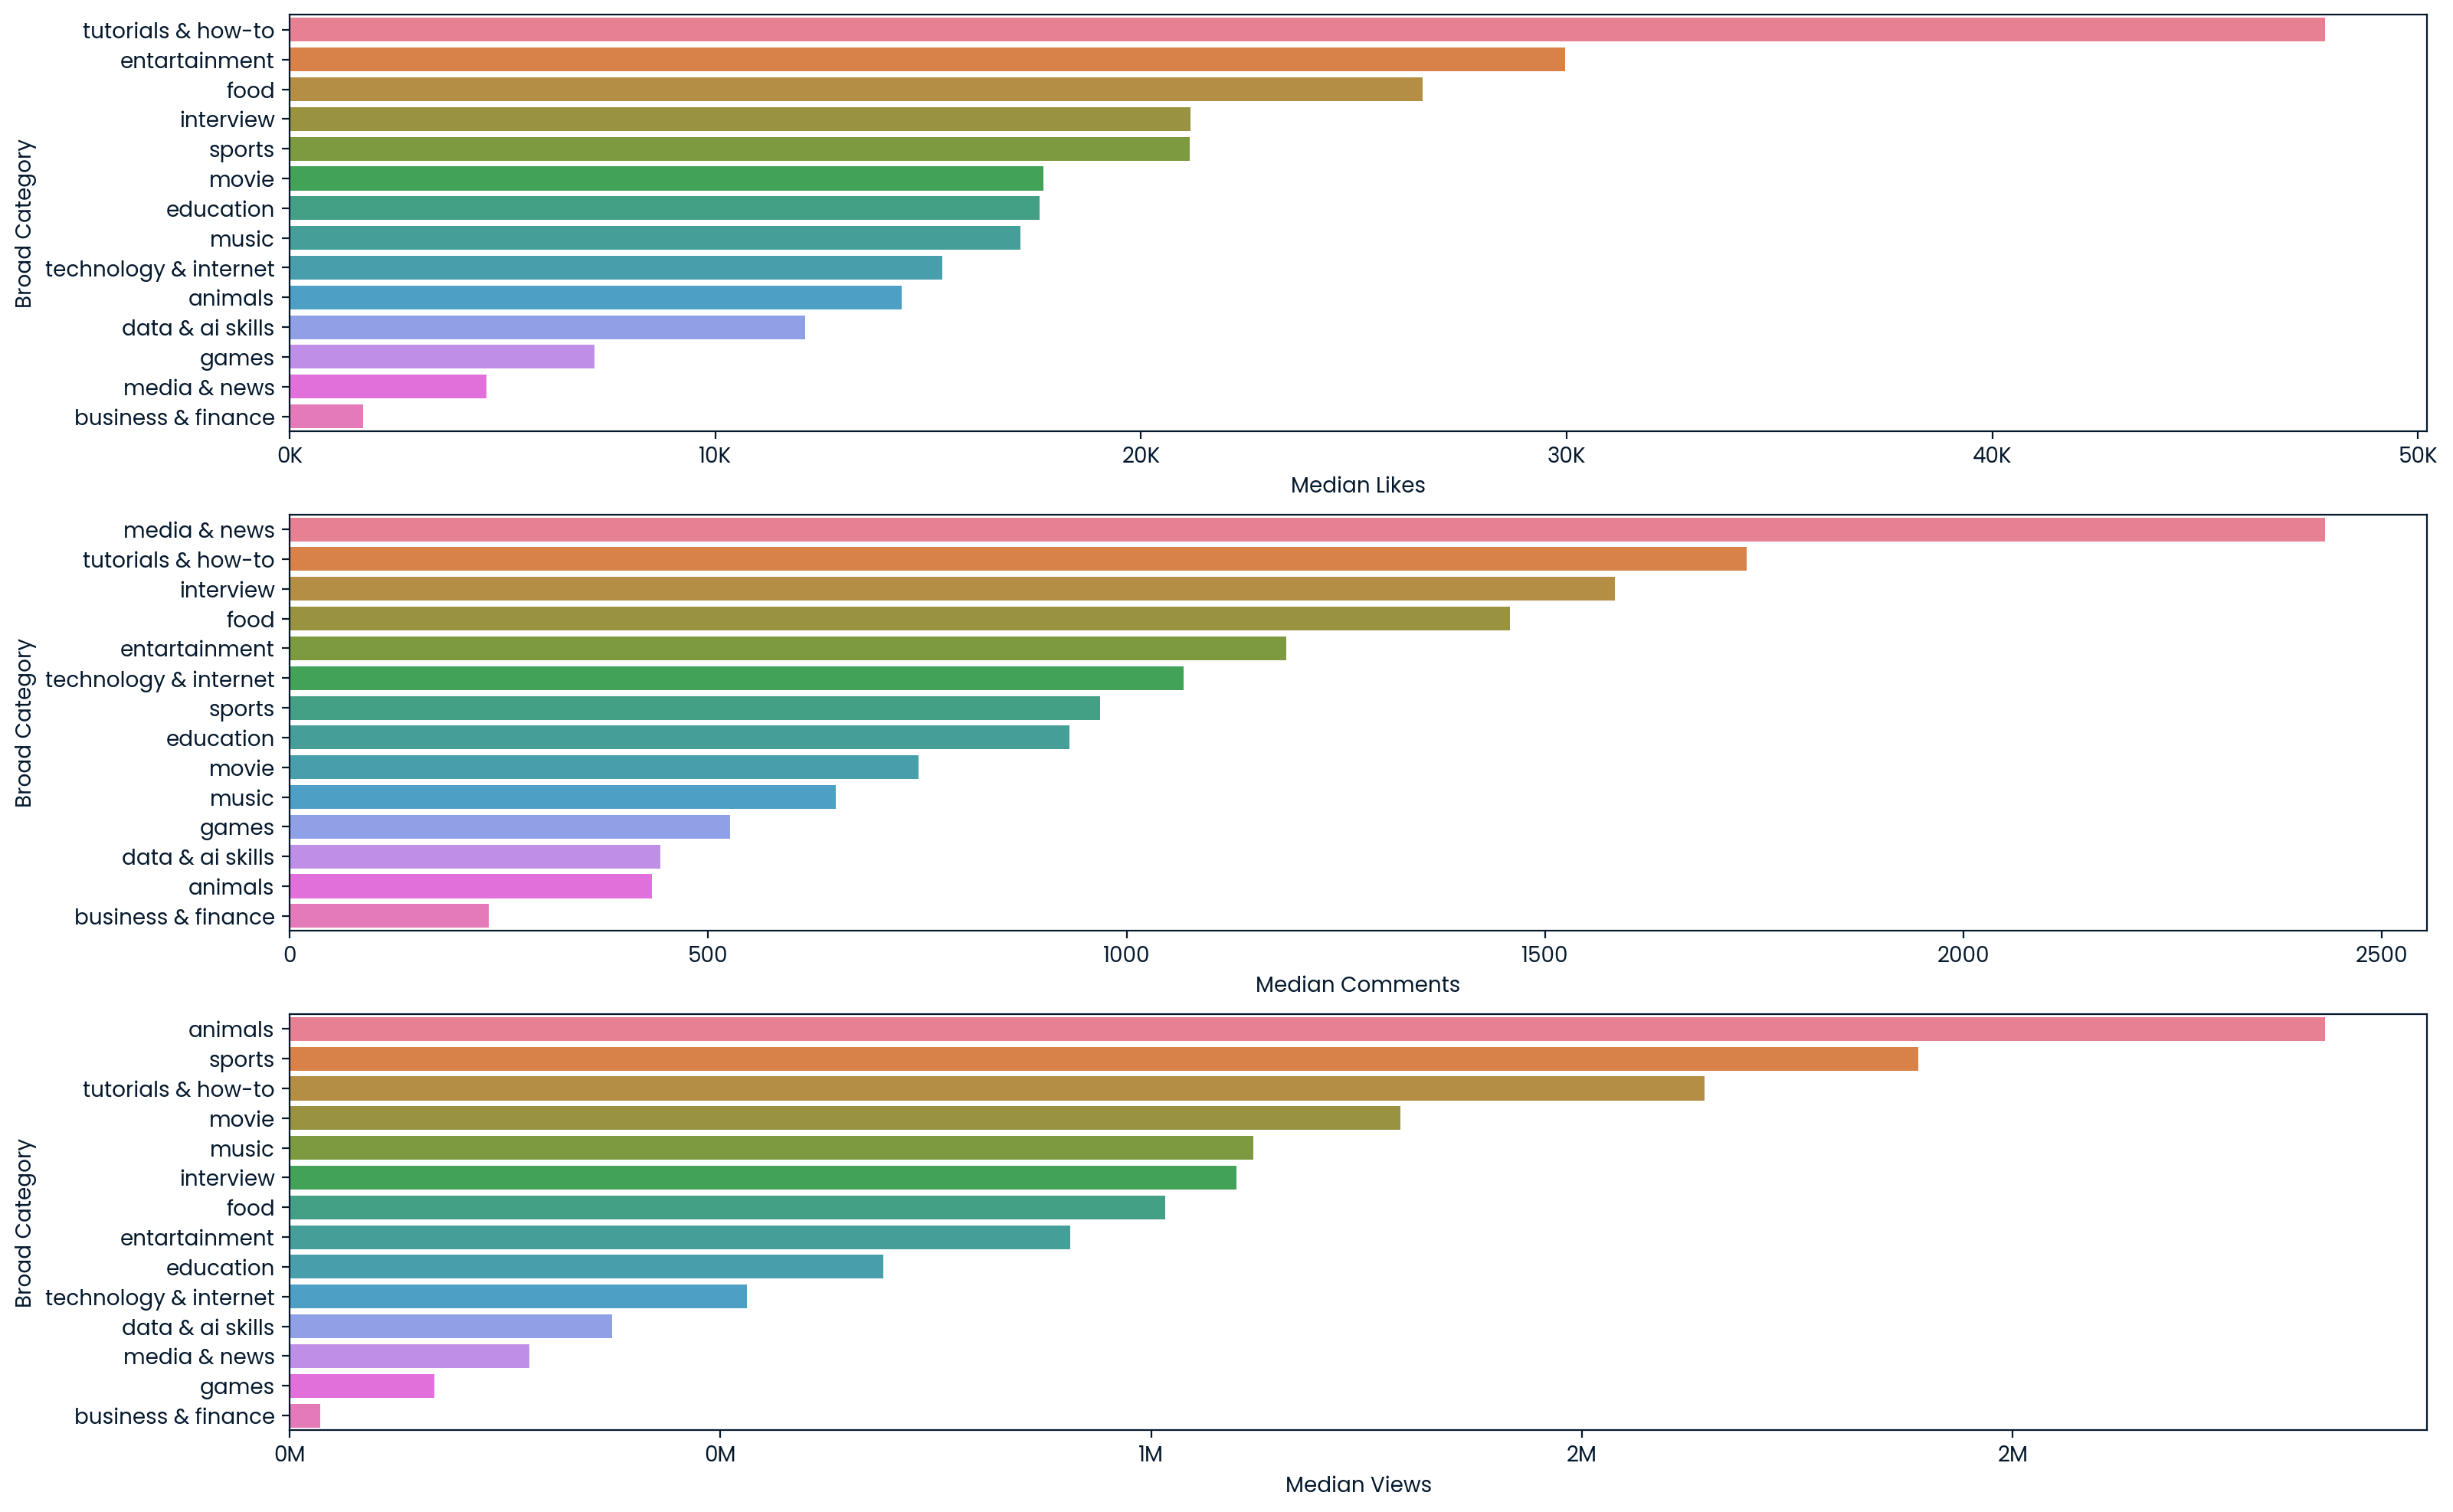 Broad Category
tutorials & how-to
entartainment
food
interview
sports
movie
education
music
technology & internet
animals
data & ai skills
games
media & news
business & finance
0K 10K 20K 30K 40K 50K
Median Likes
Broad Category
media & news
tutorials & how-to
interview
food
entartainment
technology & internet
sports
education
movie
music
games
data & ai skills
animals
business & finance
0 500 1000 1500 2000 2500
Median Comments
Broad Category
animals
sports
tutorials & how-to
movie
music
interview
food
entartainment
education
technology & internet
data & ai skills
media & news
games
business & finance
0M 0M 1M 2M 2M
Median Views